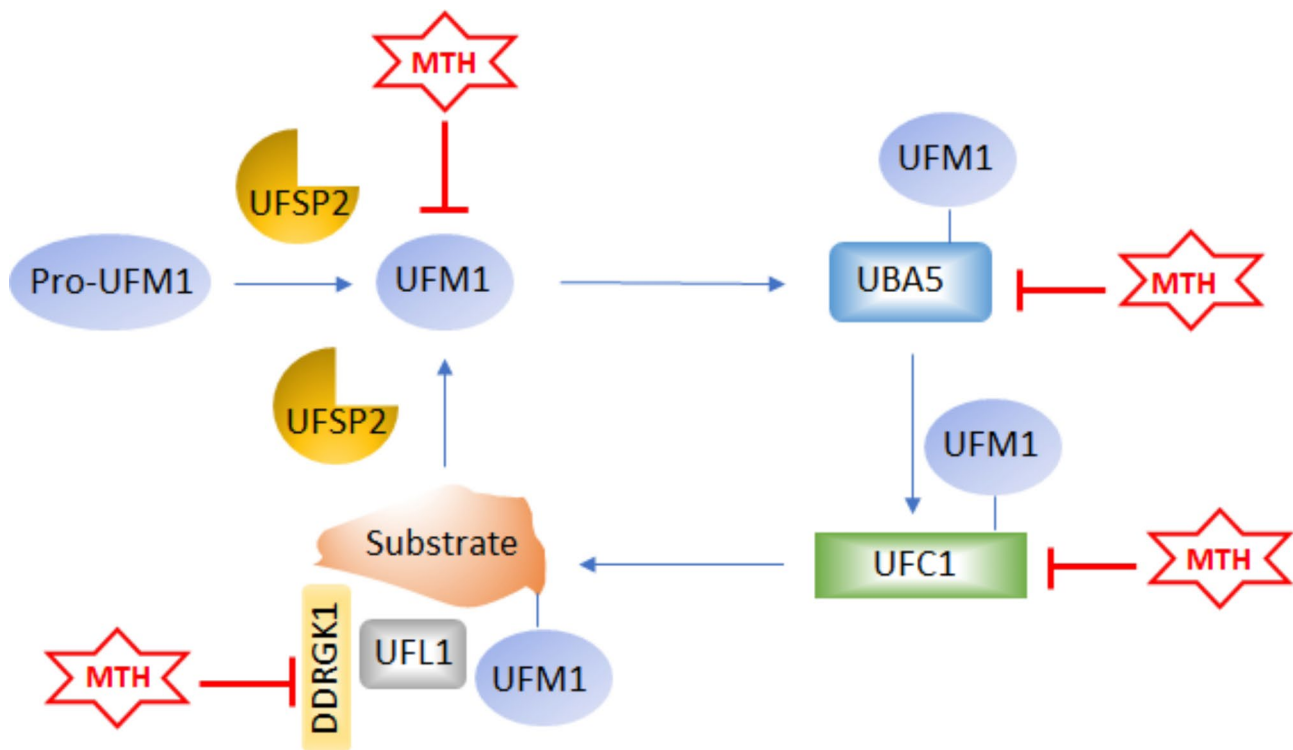 MTH
UFM1
UFSP2
Pro-UFM1
UFM1
UBA5
MTH
UFSP2
UFM1
Substrate
UFC1
MTH
DDRGK1
UFL1
UFM1
MTH